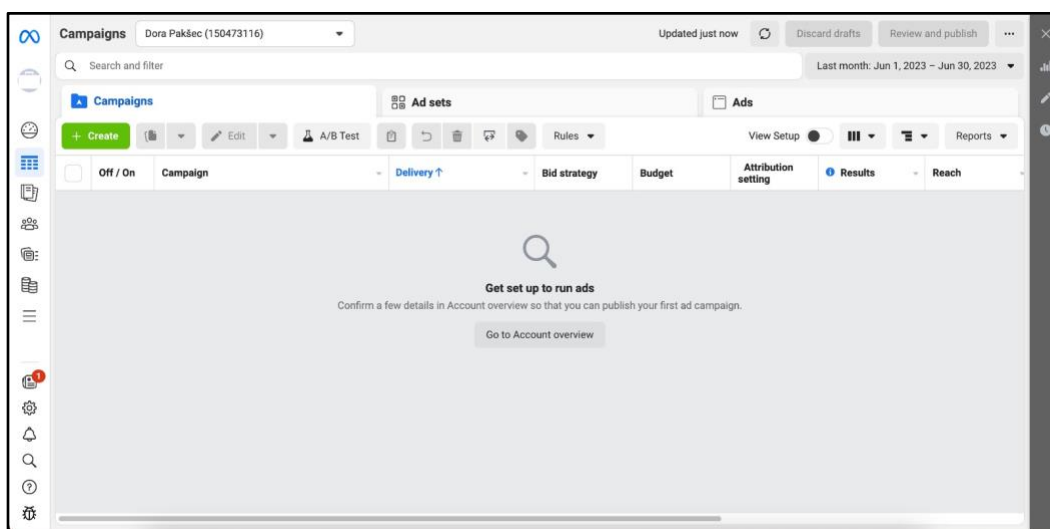 Campaigns Dora Pakšec (150473116) Updated just now Discard drafts Review and publish
Search and filter Last month: Jun 1, 2023 – Jun 30, 2023
Campaigns Ad sets Ads
+ Create Edit A/B Test Rules View Setup Reports
Off / On Campaign Delivery ↑ Bid strategy Budget Attribution setting Results Reach
Get set up to run ads
Confirm a few details in Account overview so that you can publish your first ad campaign.
Go to Account overview
1